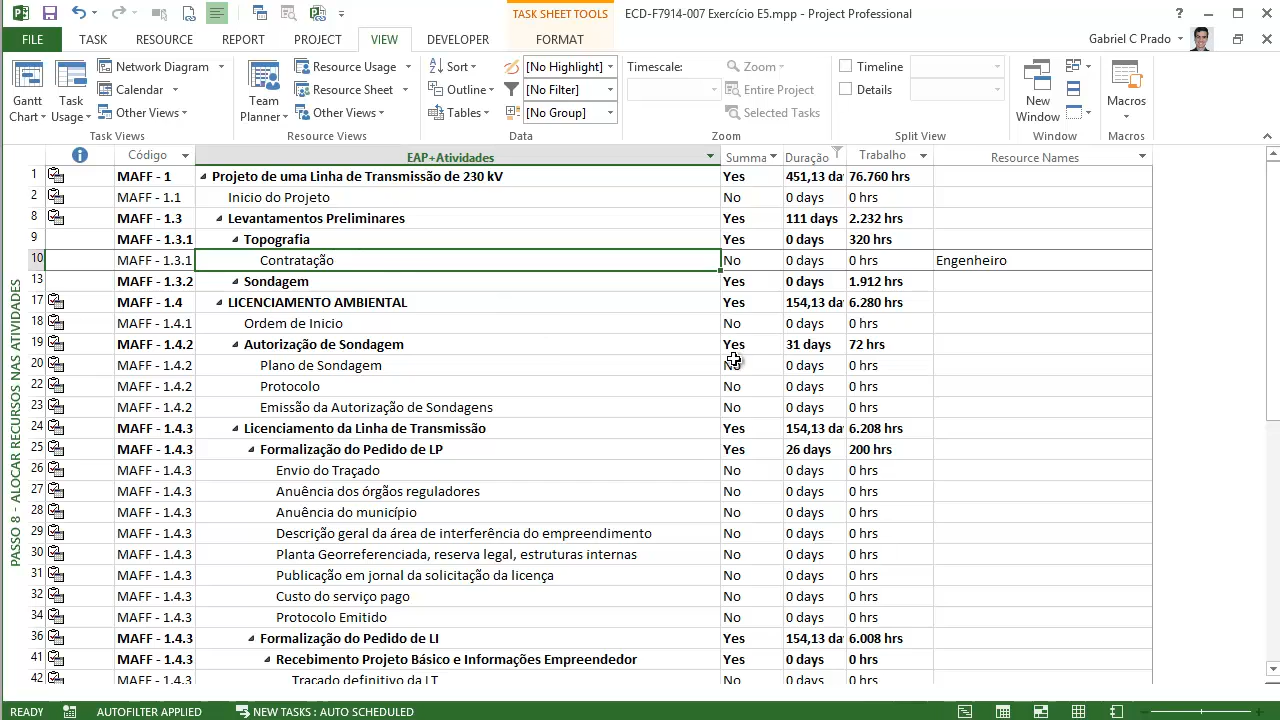 TASK SHEET TOOLS
ECD-F7914-007 Exercício E5.mpp - Project Professional
FILE TASK RESOURCE REPORT PROJECT VIEW DEVELOPER FORMAT
Gabriel C Prado
Network Diagram
Calendar
Other Views
Gantt Chart
Task Usage
Task Views
Team Planner
Resource Usage
Resource Sheet
Other Views
Resource Views
Sort
Outline
Tables
[No Highlight]
[No Filter]
[No Group]
Data
Timescale:
Zoom
Entire Project
Selected Tasks
Zoom
Timeline
Details
Split View
New Window
Window
Macros
Macros
Código EAP+Atividades Summa Duração Trabalho Resource Names
1 MAFF - 1 Projeto de uma Linha de Transmissão de 230 kV Yes 451,13 da 76.760 hrs
2 MAFF - 1.1 Inicio do Projeto No 0 days 0 hrs
8 MAFF - 1.3 Levantamentos Preliminares Yes 111 days 2.232 hrs
9 MAFF - 1.3.1 Topografia Yes 0 days 320 hrs
10 MAFF - 1.3.1 Contratação No 0 days 0 hrs Engenheiro
13 MAFF - 1.3.2 Sondagem Yes 0 days 1.912 hrs
17 MAFF - 1.4 LICENCIAMENTO AMBIENTAL Yes 154,13 da 6.280 hrs
18 MAFF - 1.4.1 Ordem de Inicio No 0 days 0 hrs
19 MAFF - 1.4.2 Autorização de Sondagem Yes 31 days 72 hrs
20 MAFF - 1.4.2 Plano de Sondagem No 0 days 0 hrs
22 MAFF - 1.4.2 Protocolo No 0 days 0 hrs
23 MAFF - 1.4.2 Emissão da Autorização de Sondagens No 0 days 0 hrs
24 MAFF - 1.4.3 Licenciamento da Linha de Transmissão Yes 154,13 da 6.208 hrs
25 MAFF - 1.4.3 Formalização do Pedido de LP Yes 26 days 200 hrs
26 MAFF - 1.4.3 Envio do Traçado No 0 days 0 hrs
27 MAFF - 1.4.3 Anuência dos órgãos reguladores No 0 days 0 hrs
28 MAFF - 1.4.3 Anuência do município No 0 days 0 hrs
29 MAFF - 1.4.3 Descrição geral da área de interferência do empreendimento No 0 days 0 hrs
30 MAFF - 1.4.3 Planta Georreferenciada, reserva legal, estruturas internas No 0 days 0 hrs
31 MAFF - 1.4.3 Publicação em jornal da solicitação da licença No 0 days 0 hrs
32 MAFF - 1.4.3 Custo do serviço pago No 0 days 0 hrs
34 MAFF - 1.4.3 Protocolo Emitido No 0 days 0 hrs
36 MAFF - 1.4.3 Formalização do Pedido de LI Yes 154,13 da 6.008 hrs
41 MAFF - 1.4.3 Recebimento Projeto Básico e Informações Empreendedor Yes 0 days 0 hrs
42 MAFF - 1.4.3 Traçado definitivo da LT No 0 days 0 hrs
PASSO 8 - ALOCAR RECURSOS NAS ATIVIDADES
READY AUTOFILTER APPLIED NEW TASKS : AUTO SCHEDULED